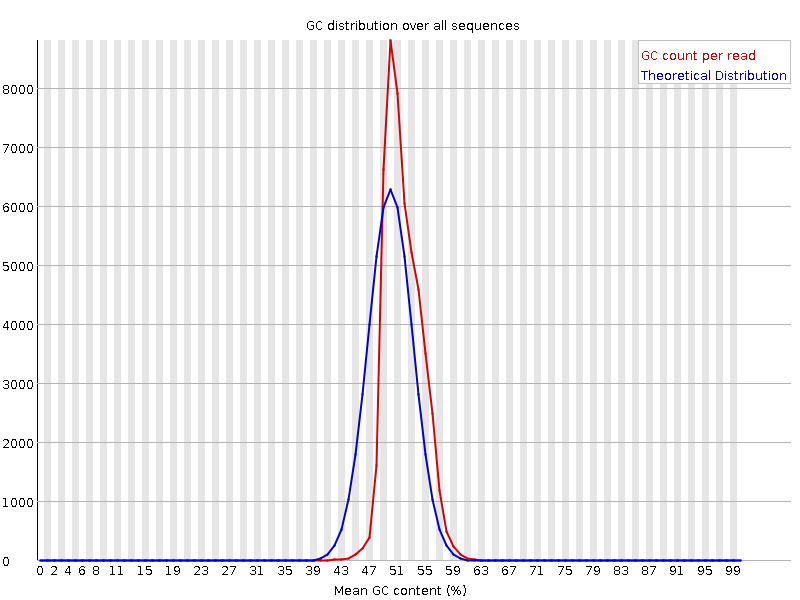 GC distribution over all sequences
GC count per read
Theoretical Distribution
8000
7000
6000
5000
4000
3000
2000
1000
0
0 2 4 6 8 11 15 19 23 27 31 35 39 43 47 51 55 59 63 67 71 75 79 83 87 91 95 99
Mean GC content (%)